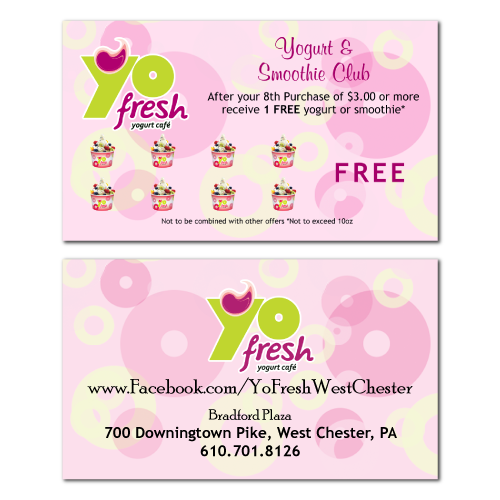 Yo
fresh
yogurt café
Yogurt &
Smoothie Club
After your 8th Purchase of $3.00 or more
receive 1 FREE yogurt or smoothie*
FREE
Not to be combined with other offers *Not to exceed 10oz
Yo
fresh
yogurt café
www.Facebook.com/YoFreshWestChester
Bradford Plaza
700 Downingtown Pike, West Chester, PA
610.701.8126